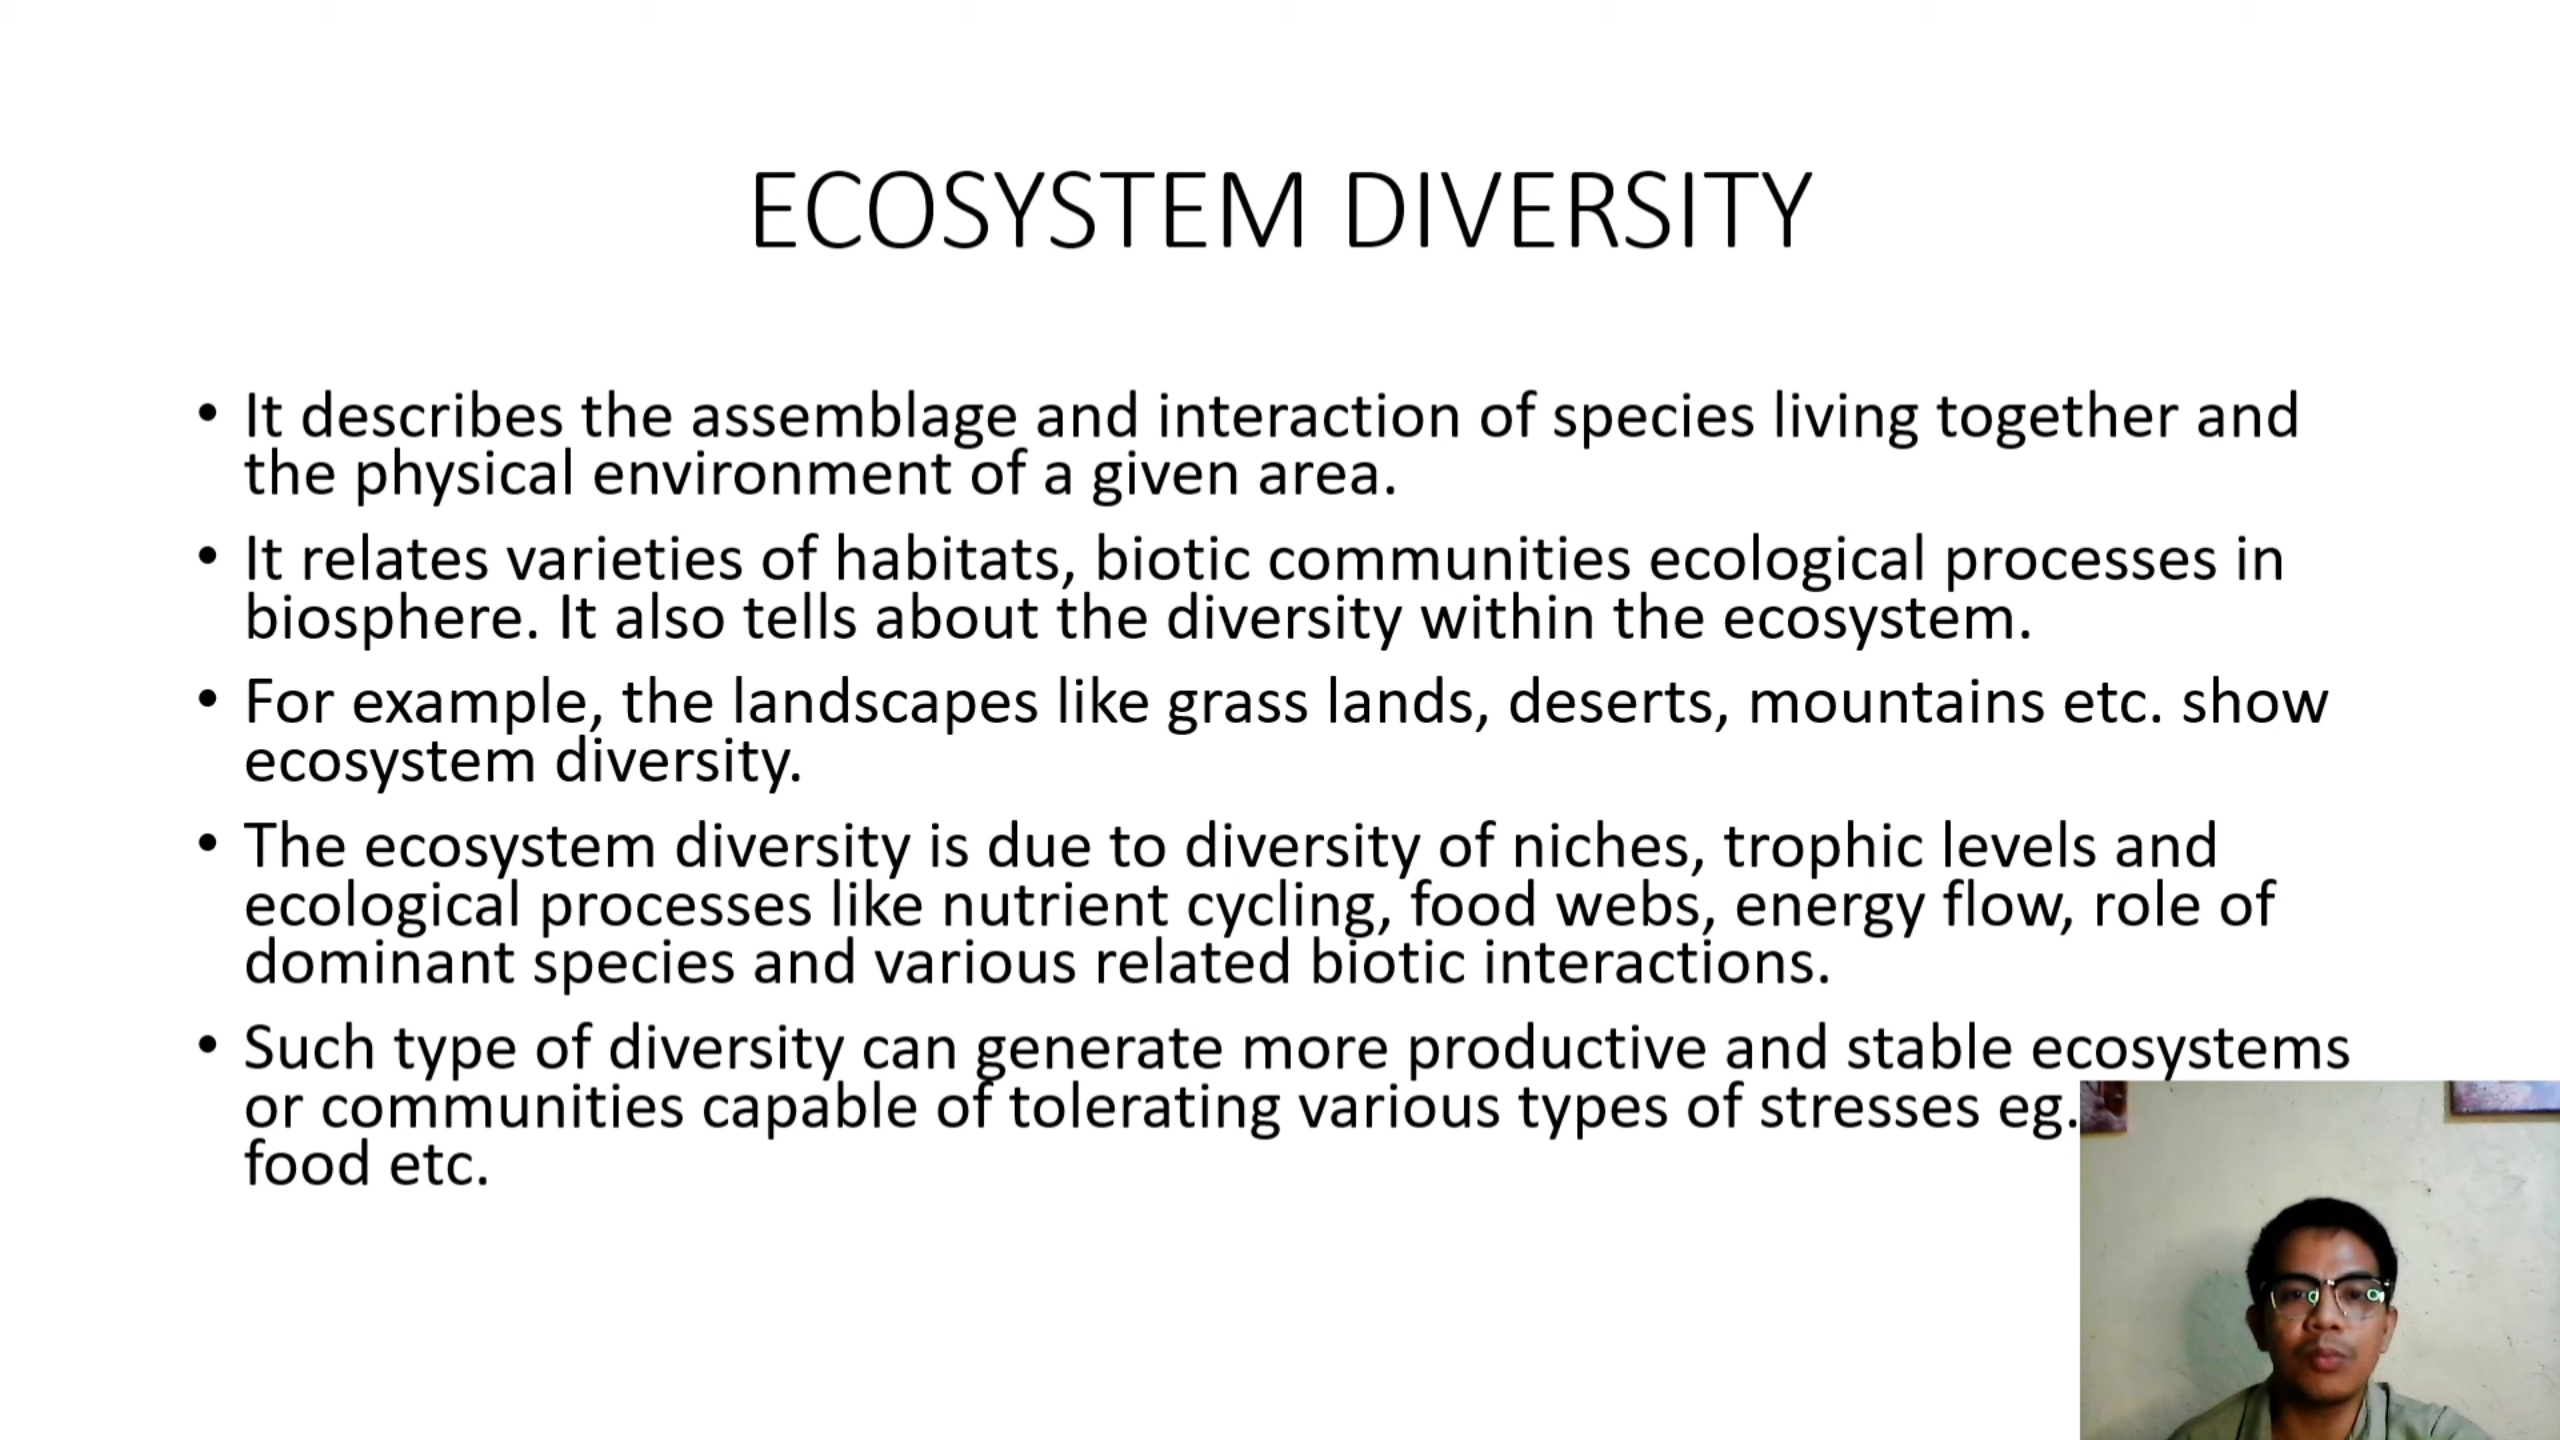 ECOSYSTEM DIVERSITY
• It describes the assemblage and interaction of species living together and
the physical environment of a given area.
• It relates varieties of habitats, biotic communities ecological processes in
biosphere. It also tells about the diversity within the ecosystem.
• For example, the landscapes like grass lands, deserts, mountains etc. show
ecosystem diversity.
• The ecosystem diversity is due to diversity of niches, trophic levels and
ecological processes like nutrient cycling, food webs, energy flow, role of
dominant species and various related biotic interactions.
• Such type of diversity can generate more productive and stable ecosystems
or communities capable of tolerating various types of stresses eg.
food etc.